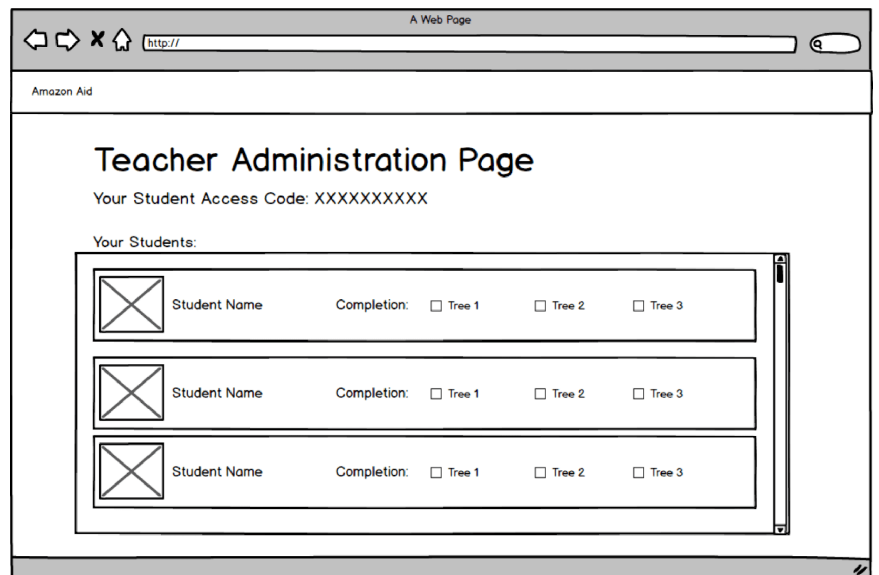 A Web Page
http://
Amazon Aid
Teacher Administration Page
Your Student Access Code: XXXXXXXXXX
Your Students:
Student Name Completion: Tree 1 Tree 2 Tree 3
Student Name Completion: Tree 1 Tree 2 Tree 3
Student Name Completion: Tree 1 Tree 2 Tree 3